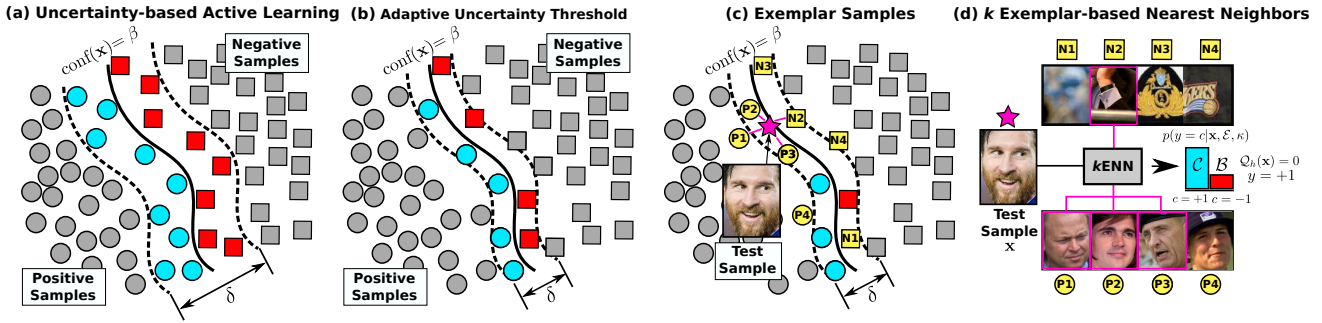 (a) Uncertainty-based Active Learning
conf(x) = β
Negative
Samples
Positive
Samples
δ
(b) Adaptive Uncertainty Threshold
conf(x) = β
Negative
Samples
Positive
Samples
δ
(c) Exemplar Samples
conf(x) = β
N3
P2
N2
P1
N4
P3
P4
N1
Test
Sample
δ
(d) k Exemplar-based Nearest Neighbors
N1 N2 N3 N4
KERS
p(y = c|x, ℰ, κ)
kENN
𝒞 ℬ
𝒬ₕ(x) = 0
y = +1
c = +1 c = −1
Test
Sample
x
P1 P2 P3 P4